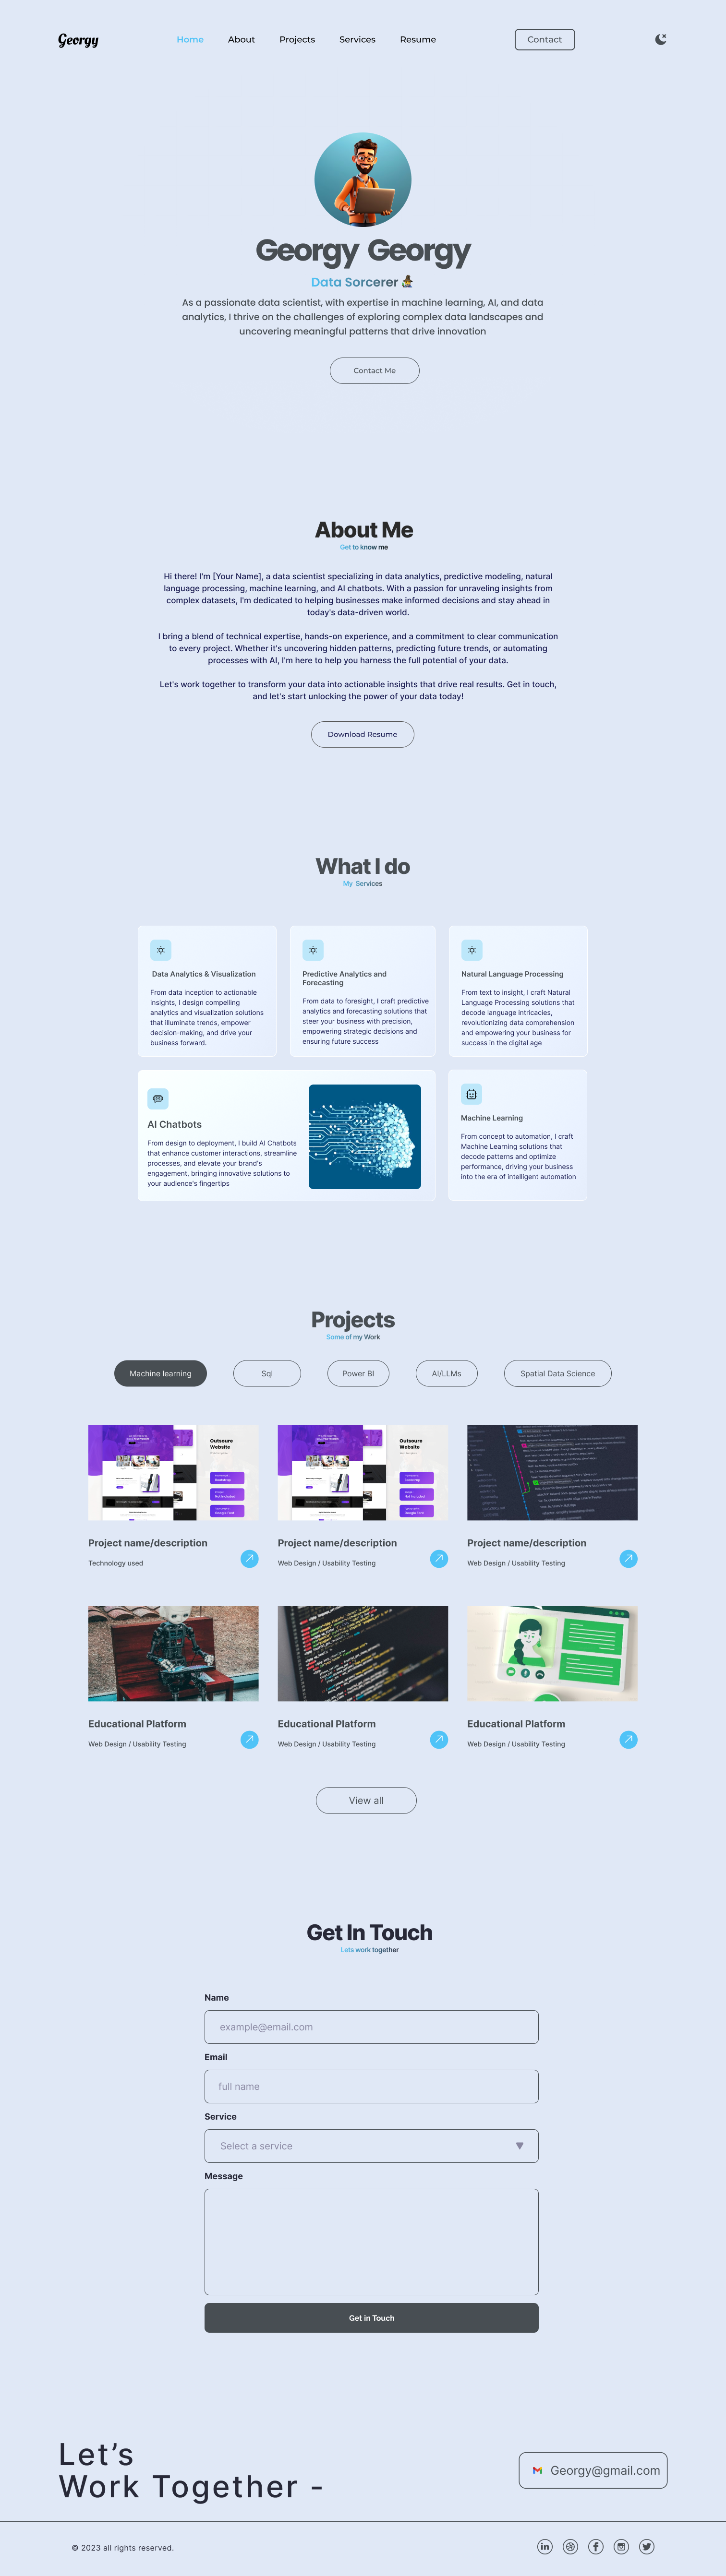 Georgy
Home
About
Projects
Services
Resume
Contact
Georgy Georgy
Data Sorcerer
As a passionate data scientist, with expertise in machine learning, AI, and data
analytics, I thrive on the challenges of exploring complex data landscapes and
uncovering meaningful patterns that drive innovation
Contact Me
About Me
Get to know me
Hi there! I'm [Your Name], a data scientist specializing in data analytics, predictive modeling, natural
language processing, machine learning, and AI chatbots. With a passion for unraveling insights from
complex datasets, I'm dedicated to helping businesses make informed decisions and stay ahead in
today's data-driven world.
I bring a blend of technical expertise, hands-on experience, and a commitment to clear communication
to every project. Whether it's uncovering hidden patterns, predicting future trends, or automating
processes with AI, I'm here to help you harness the full potential of your data.
Let's work together to transform your data into actionable insights that drive real results. Get in touch,
and let's start unlocking the power of your data today!
Download Resume
What I do
My Services
Data Analytics & Visualization
From data inception to actionable
insights, I design compelling
analytics and visualization solutions
that illuminate trends, empower
decision-making, and drive your
business forward.
Predictive Analytics and
Forecasting
From data to foresight, I craft predictive
analytics and forecasting solutions that
steer your business with precision,
empowering strategic decisions and
ensuring future success
Natural Language Processing
From text to insight, I craft Natural
Language Processing solutions that
decode language intricacies,
revolutionizing data comprehension
and empowering your business for
success in the digital age
AI Chatbots
From design to deployment, I build AI Chatbots
that enhance customer interactions, streamline
processes, and elevate your brand's
engagement, bringing innovative solutions to
your audience's fingertips
Machine Learning
From concept to automation, I craft
Machine Learning solutions that
decode patterns and optimize
performance, driving your business
into the era of intelligent automation
Projects
Some of my Work
Machine learning
Sql
Power BI
AI/LLMs
Spatial Data Science
Outsoure
Website
Bootstrap
Google Font
Outsoure
Website
Bootstrap
Google Font
Project name/description
Technology used
Project name/description
Web Design / Usability Testing
Project name/description
Web Design / Usability Testing
Educational Platform
Web Design / Usability Testing
Educational Platform
Web Design / Usability Testing
Educational Platform
Web Design / Usability Testing
View all
Get In Touch
Lets work together
Name
example@email.com
Email
full name
Service
Select a service
Message
Get in Touch
Let's
Work Together -
Georgy@gmail.com
© 2023 all rights reserved.